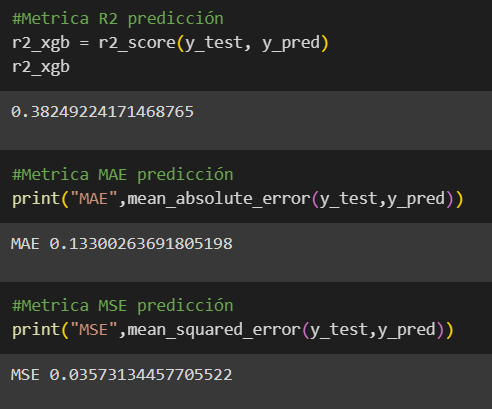 #Metrica R2 predicción
r2_xgb = r2_score(y_test, y_pred)
r2_xgb
0.38249224171468765
#Metrica MAE predicción
print("MAE",mean_absolute_error(y_test,y_pred))
MAE 0.13300263691805198
#Metrica MSE predicción
print("MSE",mean_squared_error(y_test,y_pred))
MSE 0.03573134457705522